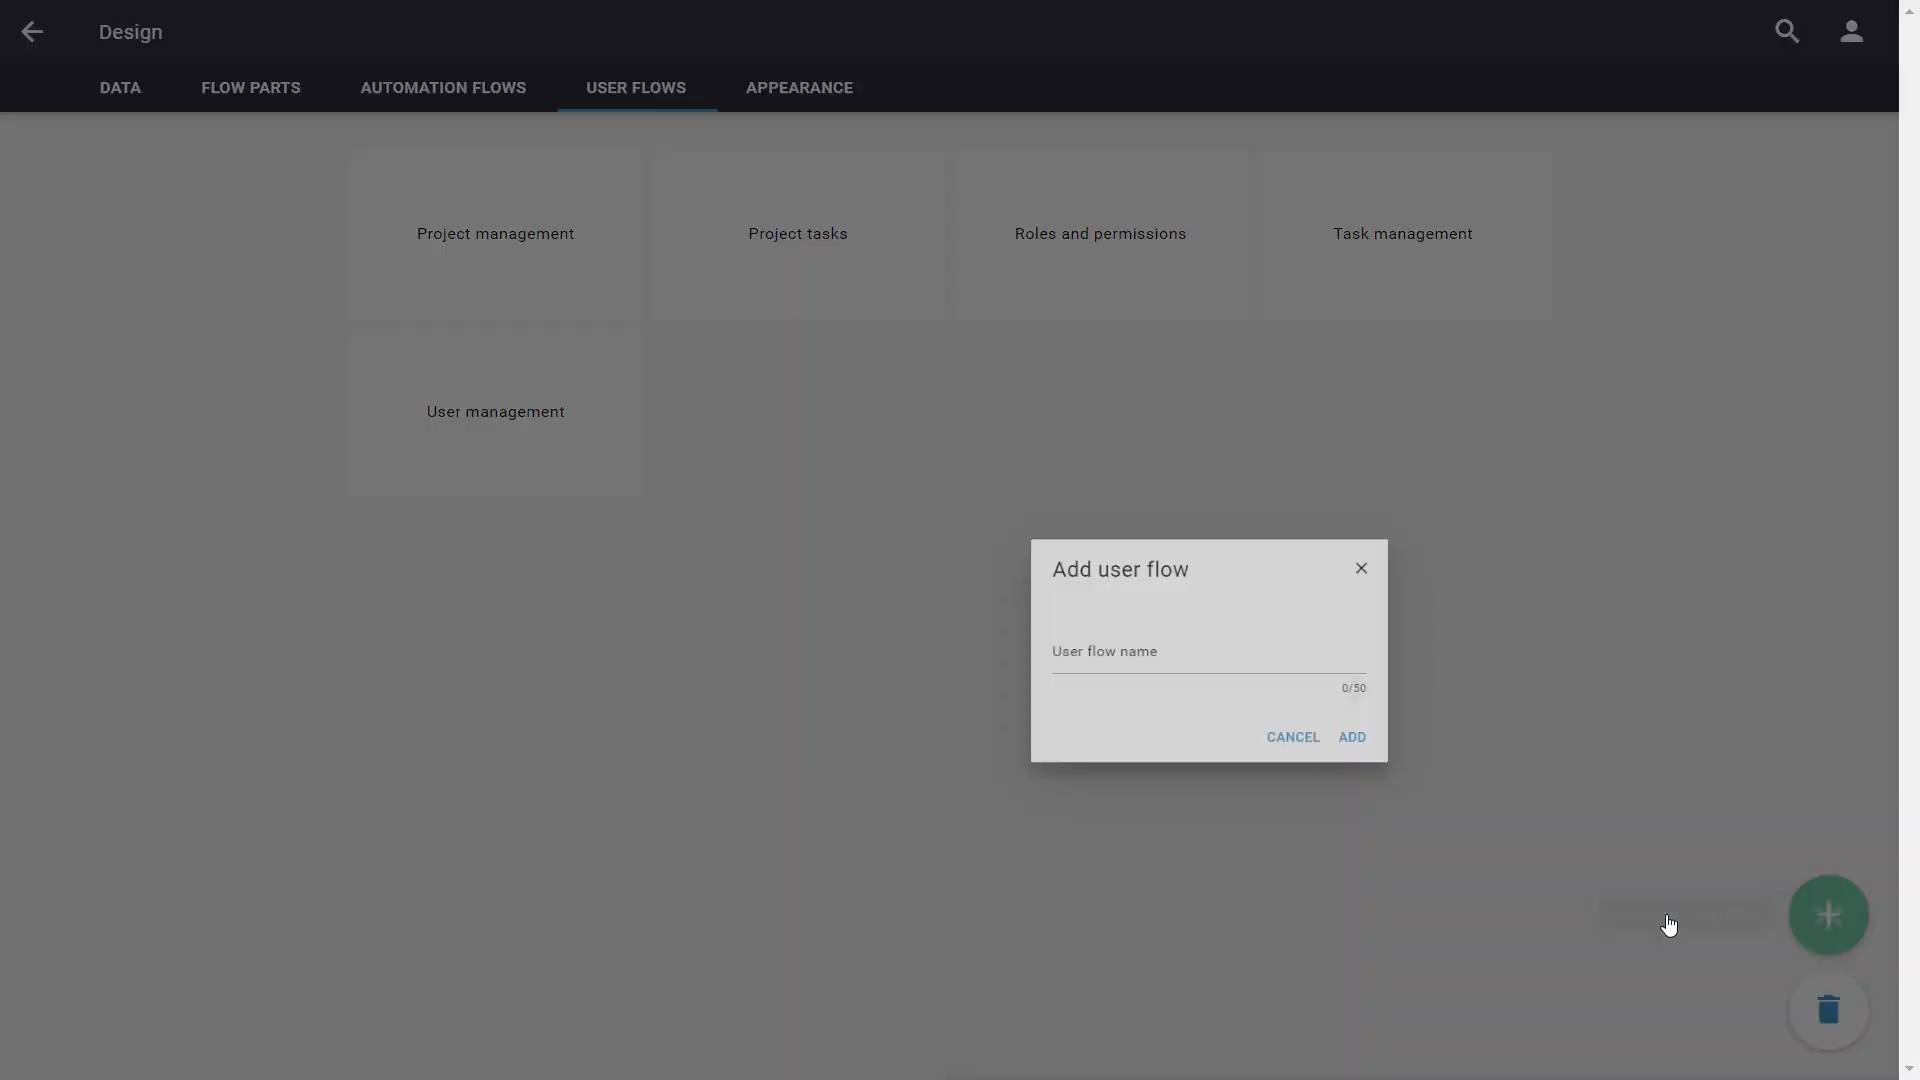 Design
DATA FLOW PARTS AUTOMATION FLOWS USER FLOWS APPEARANCE
Project management Project tasks Roles and permissions Task management
User management
Add user flow
User flow name
0/50
CANCEL ADD